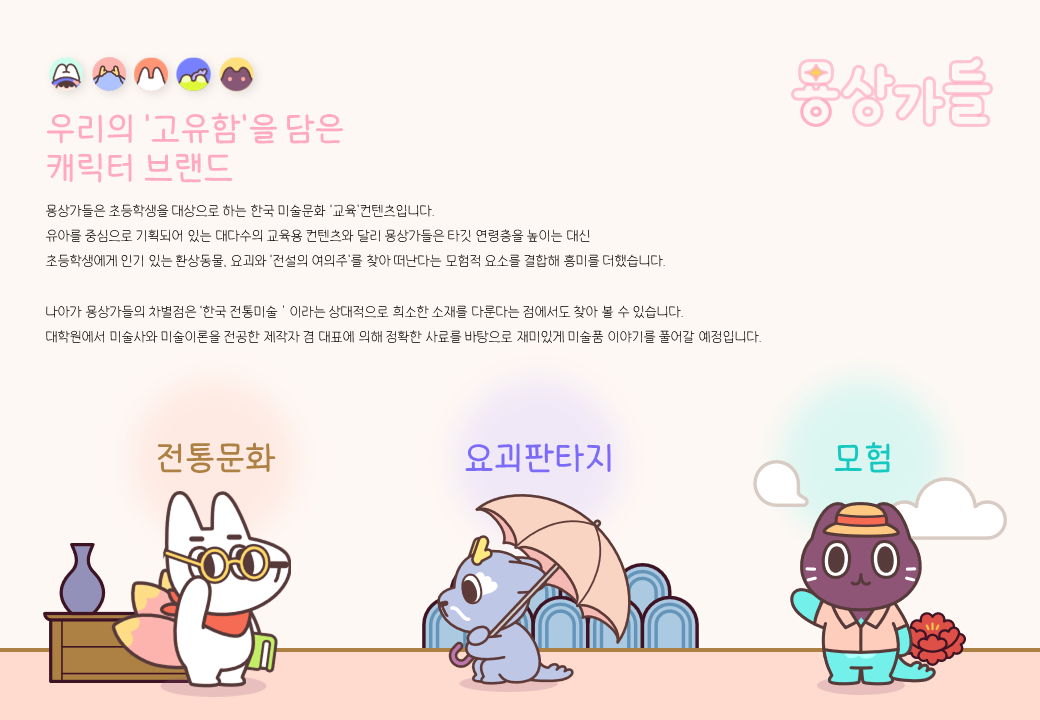 몽상가들
우리의 '고유함'을 담은
캐릭터 브랜드
몽상가들은 초등학생을 대상으로 하는 한국 미술문화 '교육'컨텐츠입니다.
유아를 중심으로 기획되어 있는 대다수의 교육용 컨텐츠와 달리 몽상가들은 타깃 연령층을 높이는 대신
초등학생에게 인기 있는 환상동물, 요괴와 '전설의 여의주'를 찾아 떠난다는 모험적 요소를 결합해 흥미를 더했습니다.
나아가 몽상가들의 차별점은 '한국 전통미술 ' 이라는 상대적으로 희소한 소재를 다룬다는 점에서도 찾아 볼 수 있습니다.
대학원에서 미술사와 미술이론을 전공한 제작자 겸 대표에 의해 정확한 사료를 바탕으로 재미있게 미술품 이야기를 풀어갈 예정입니다.
전통문화
요괴판타지
모험